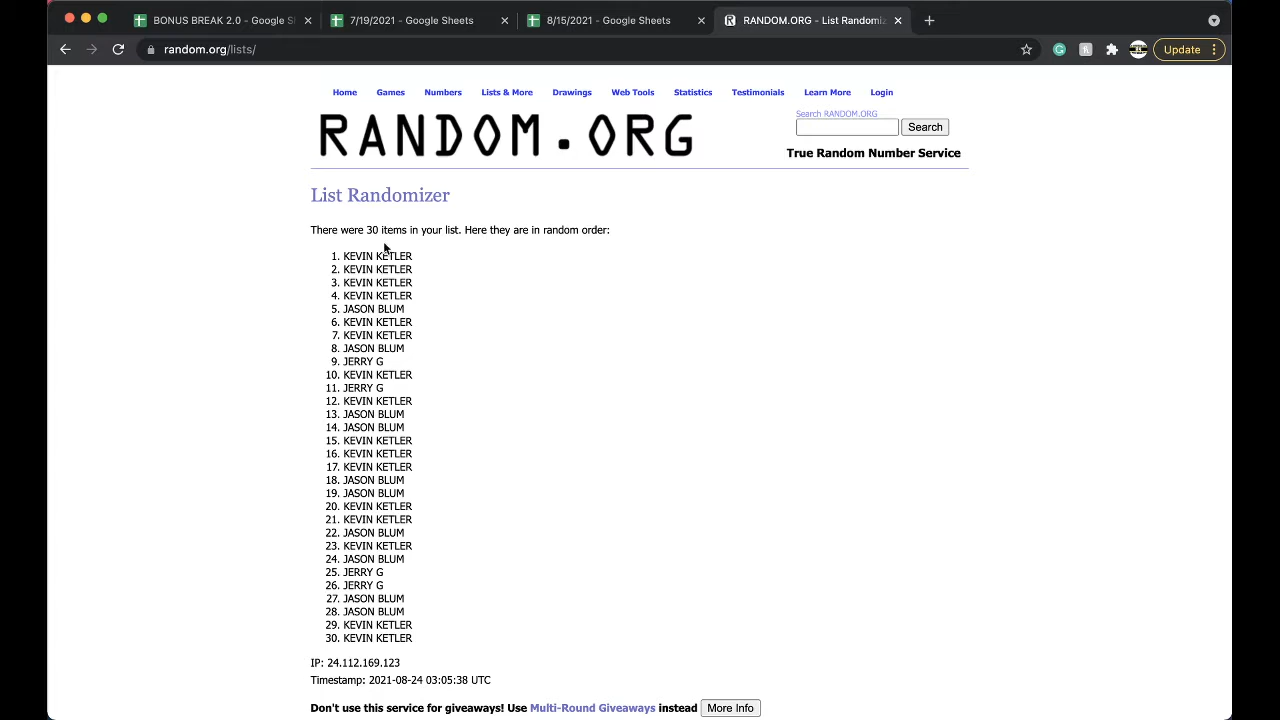 BONUS BREAK 2.0 - Google S
7/19/2021 - Google Sheets
8/15/2021 - Google Sheets
RANDOM.ORG - List Randomiz
random.org/lists/
Update
Home Games Numbers Lists & More Drawings Web Tools Statistics Testimonials Learn More Login
RANDOM.ORG
Search RANDOM.ORG
Search
True Random Number Service
List Randomizer
There were 30 items in your list. Here they are in random order:
1. KEVIN KETLER
2. KEVIN KETLER
3. KEVIN KETLER
4. KEVIN KETLER
5. JASON BLUM
6. KEVIN KETLER
7. KEVIN KETLER
8. JASON BLUM
9. JERRY G
10. KEVIN KETLER
11. JERRY G
12. KEVIN KETLER
13. JASON BLUM
14. JASON BLUM
15. KEVIN KETLER
16. KEVIN KETLER
17. KEVIN KETLER
18. JASON BLUM
19. JASON BLUM
20. KEVIN KETLER
21. KEVIN KETLER
22. JASON BLUM
23. KEVIN KETLER
24. JASON BLUM
25. JERRY G
26. JERRY G
27. JASON BLUM
28. JASON BLUM
29. KEVIN KETLER
30. KEVIN KETLER
IP: 24.112.169.123
Timestamp: 2021-08-24 03:05:38 UTC
Don't use this service for giveaways! Use Multi-Round Giveaways instead More Info